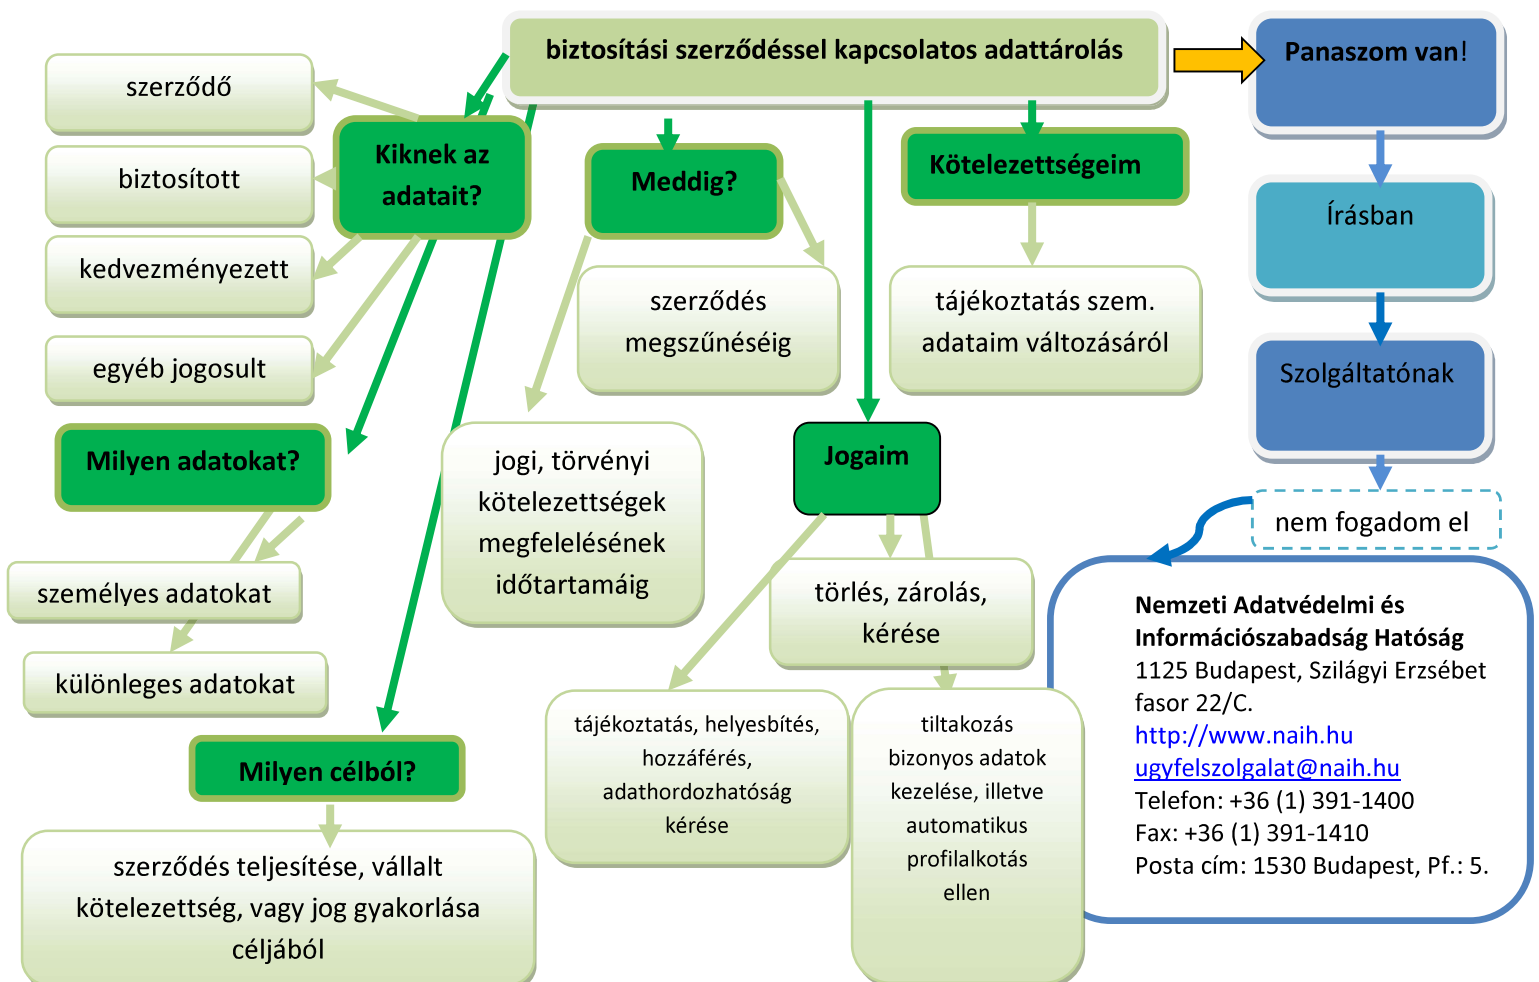 biztosítási szerződéssel kapcsolatos adattárolás
Panaszom van!
szerződő
biztosított
kedvezményezett
egyéb jogosult
Kiknek az
adatait?
Meddig?
Kötelezettségeim
Írásban
szerződés
megszűnéséig
tájékoztatás szem.
adataim változásáról
Szolgáltatónak
Milyen adatokat?
jogi, törvényi
kötelezettségek
megfelelésének
időtartamáig
Jogaim
nem fogadom el
személyes adatokat
különleges adatokat
törlés, zárolás,
kérése
Nemzeti Adatvédelmi és
Információszabadság Hatóság
1125 Budapest, Szilágyi Erzsébet
fasor 22/C.
http://www.naih.hu
ugyfelszolgalat@naih.hu
Telefon: +36 (1) 391-1400
Fax: +36 (1) 391-1410
Posta cím: 1530 Budapest, Pf.: 5.
Milyen célból?
tájékoztatás, helyesbítés,
hozzáférés,
adathordozhatóság
kérése
tiltakozás
bizonyos adatok
kezelése, illetve
automatikus
profilalkotás
ellen
szerződés teljesítése, vállalt
kötelezettség, vagy jog gyakorlása
céljából